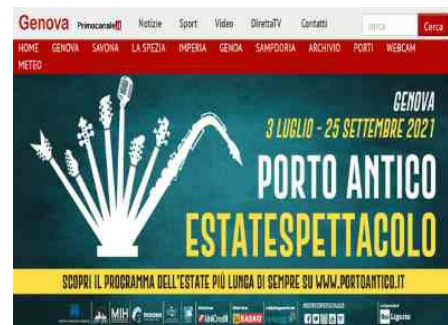 Genova Primocanale.it Notizie Sport Video DirettaTV Contatti cerca Cerca
HOME GENOVA SAVONA LA SPEZIA IMPERIA GENOA SAMPDORIA ARCHIVIO PORTI WEBCAM
METEO
GENOVA
3 LUGLIO - 25 SETTEMBRE 2021
PORTO ANTICO
ESTATESPETTACOLO
SCOPRI IL PROGRAMMA DELL'ESTATE PIÙ LUNGA DI SEMPRE SU WWW.PORTOANTICO.IT
MIH UniCredit BASKO Liguria